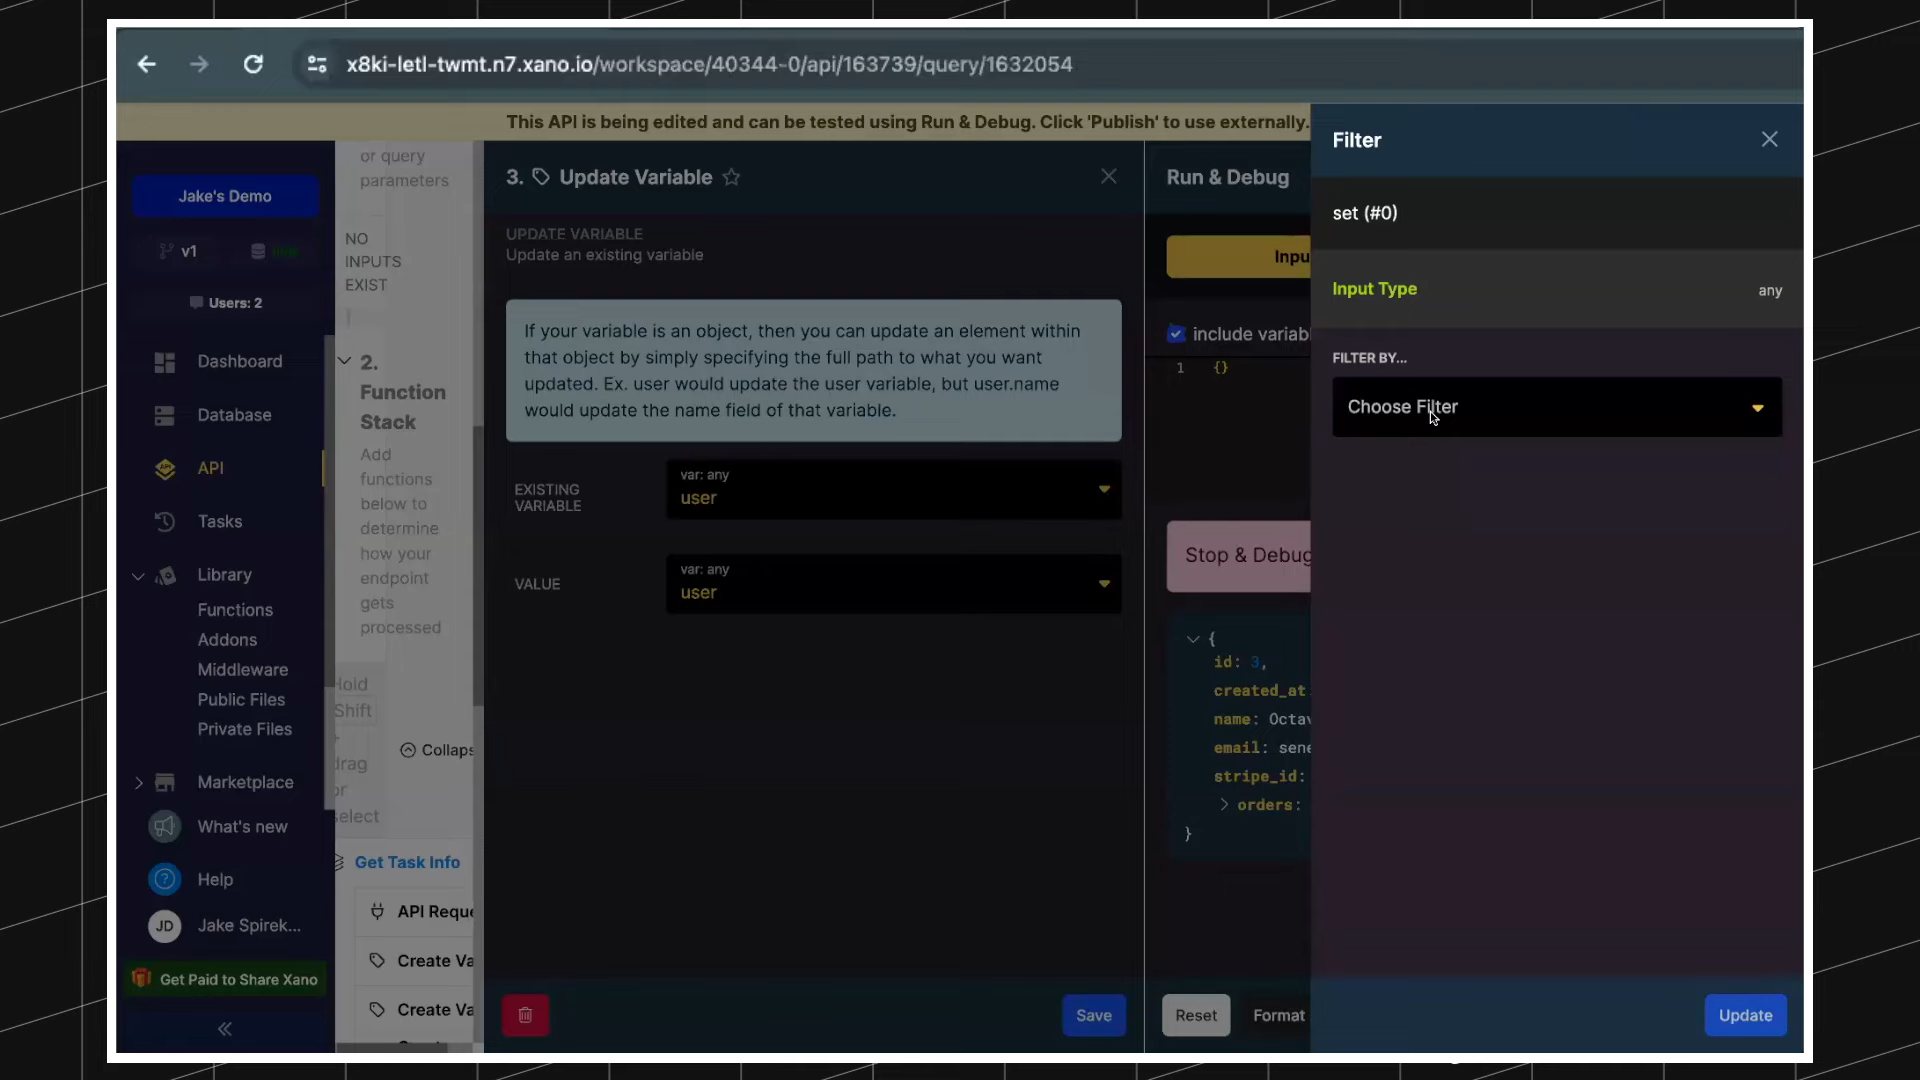 x8ki-letl-twmt.n7.xano.io/workspace/40344-0/api/163739/query/1632054
This API is being edited and can be tested using Run & Debug. Click 'Publish' to use externally.
Jake's Demo
v1
Users: 2
Dashboard
Database
API
Tasks
Library
Functions
Addons
Middleware
Public Files
Private Files
Marketplace
What's new
Help
JD Jake Spirek...
Get Paid to Share Xano
or query
parameters
NO
INPUTS
EXIST
2.
Function
Stack
Add
functions
below to
determine
how your
endpoint
gets
processed
Hold
Shift
drag
or
select
Collaps
Get Task Info
API Reque
Create Va
Create Va
3. Update Variable
UPDATE VARIABLE
Update an existing variable
If your variable is an object, then you can update an element within
that object by simply specifying the full path to what you want
updated. Ex. user would update the user variable, but user.name
would update the name field of that variable.
EXISTING
VARIABLE
var: any
user
VALUE
var: any
user
Save
Run & Debug
Inpu
include variabl
1 {}
Stop & Debug
{
id: 3,
created_at
name: Octav
email: sene
stripe_id:
orders:
}
Reset
Format
Filter
set (#0)
Input Type
any
FILTER BY...
Choose Filter
Update